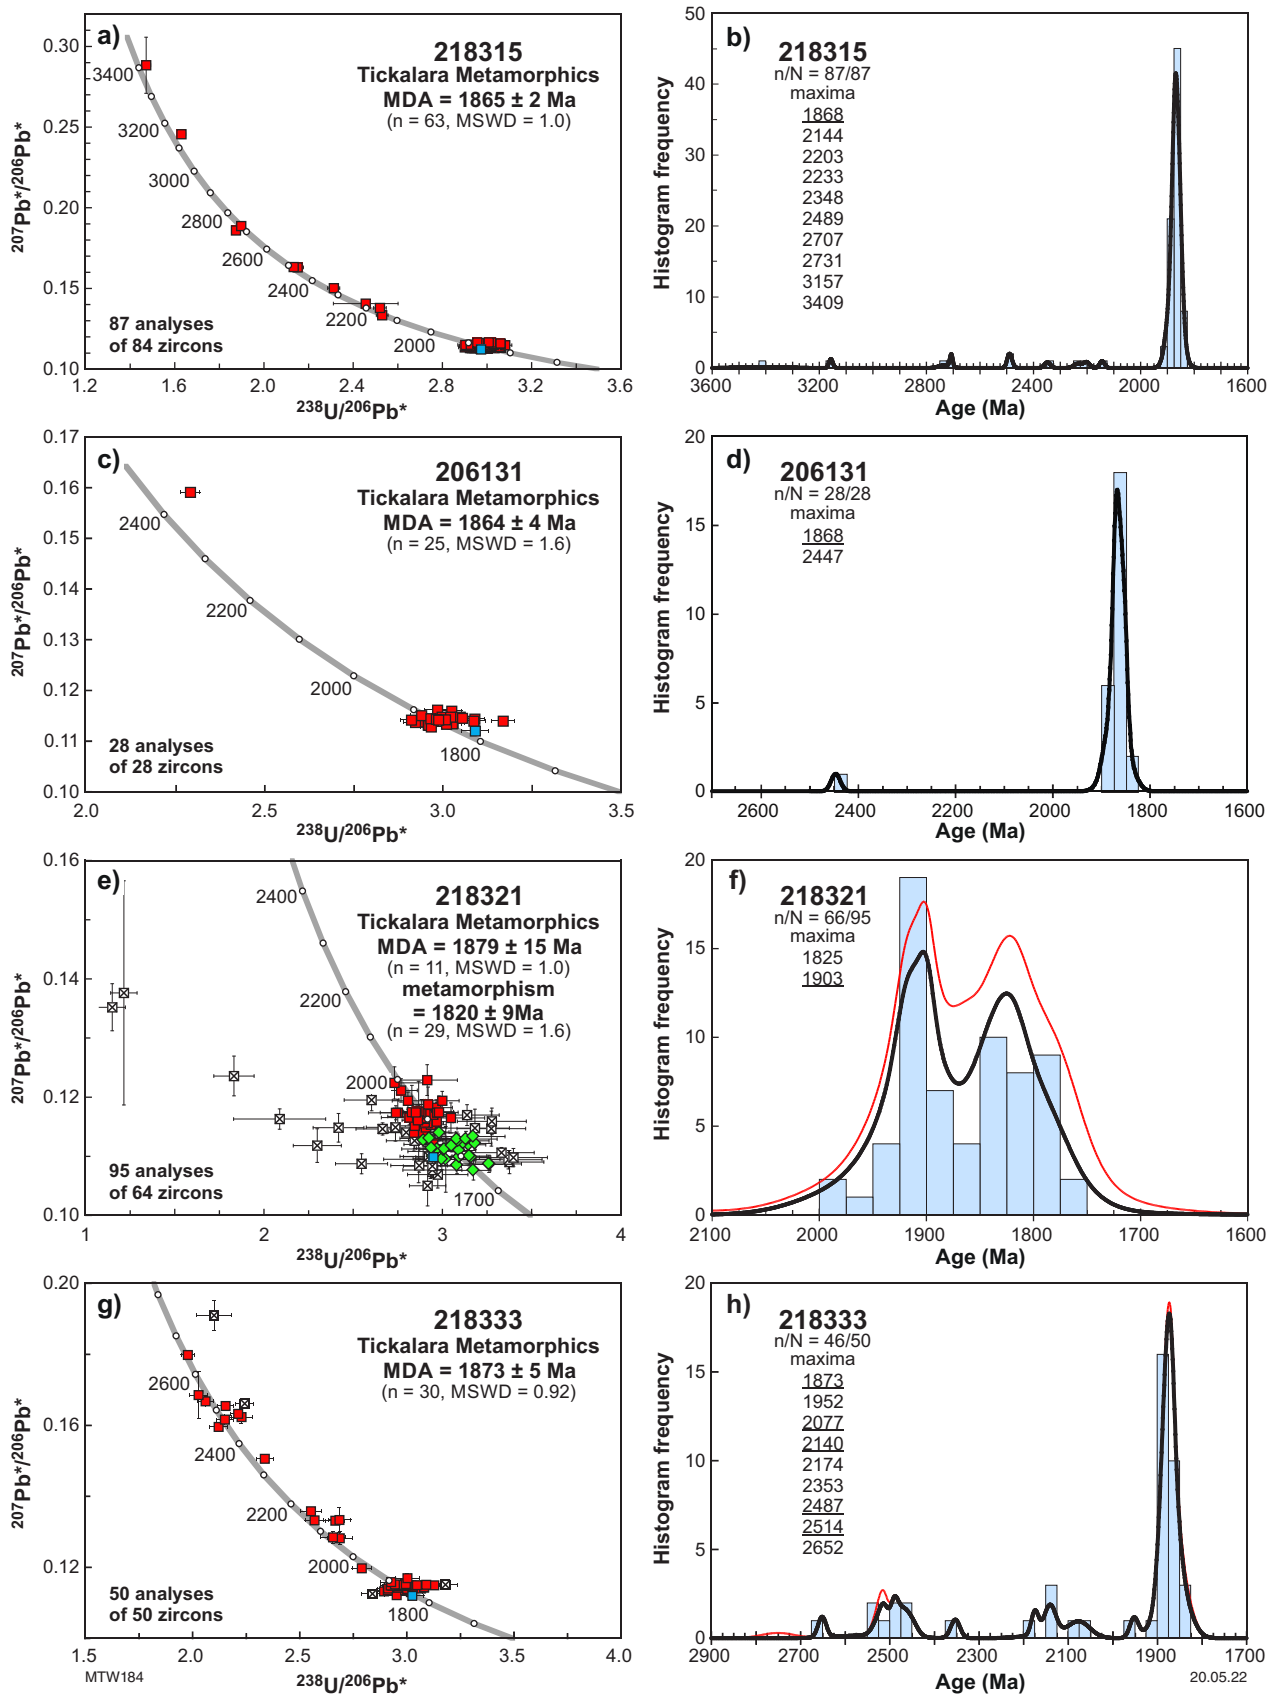 a)
218315
Tickalara Metamorphics
MDA = 1865 ± 2 Ma
(n = 63, MSWD = 1.0)
0.30
0.25
0.20
0.15
0.10
207Pb*/206Pb*
3400
3200
3000
2800
2600
2400
2200
2000
87 analyses
of 84 zircons
1.2 1.6 2.0 2.4 2.8 3.2 3.6
238U/206Pb*
b)
218315
n/N = 87/87
maxima
1868
2144
2203
2233
2348
2489
2707
2731
3157
3409
50
40
30
20
10
0
Histogram frequency
3600 3200 2800 2400 2000 1600
Age (Ma)
c)
206131
Tickalara Metamorphics
MDA = 1864 ± 4 Ma
(n = 25, MSWD = 1.6)
0.17
0.16
0.15
0.14
0.13
0.12
0.11
0.10
207Pb*/206Pb*
2400
2200
2000
1800
28 analyses
of 28 zircons
2.0 2.5 3.0 3.5
238U/206Pb*
d)
206131
n/N = 28/28
maxima
1868
2447
20
15
10
5
0
Histogram frequency
2600 2400 2200 2000 1800 1600
Age (Ma)
e)
218321
Tickalara Metamorphics
MDA = 1879 ± 15 Ma
(n = 11, MSWD = 1.0)
metamorphism
= 1820 ± 9Ma
(n = 29, MSWD = 1.6)
0.16
0.14
0.12
0.10
207Pb*/206Pb*
2400
2200
2000
1700
95 analyses
of 64 zircons
1 2 3 4
238U/206Pb*
f)
218321
n/N = 66/95
maxima
1825
1903
20
15
10
5
0
Histogram frequency
2100 2000 1900 1800 1700 1600
Age (Ma)
g)
218333
Tickalara Metamorphics
MDA = 1873 ± 5 Ma
(n = 30, MSWD = 0.92)
0.20
0.16
0.12
207Pb*/206Pb*
2600
2400
2200
2000
1800
50 analyses
of 50 zircons
1.5 2.0 2.5 3.0 3.5 4.0
238U/206Pb*
MTW184
h)
218333
n/N = 46/50
maxima
1873
1952
2077
2140
2174
2353
2487
2514
2652
20
15
10
5
0
Histogram frequency
2900 2700 2500 2300 2100 1900 1700
Age (Ma)
20.05.22